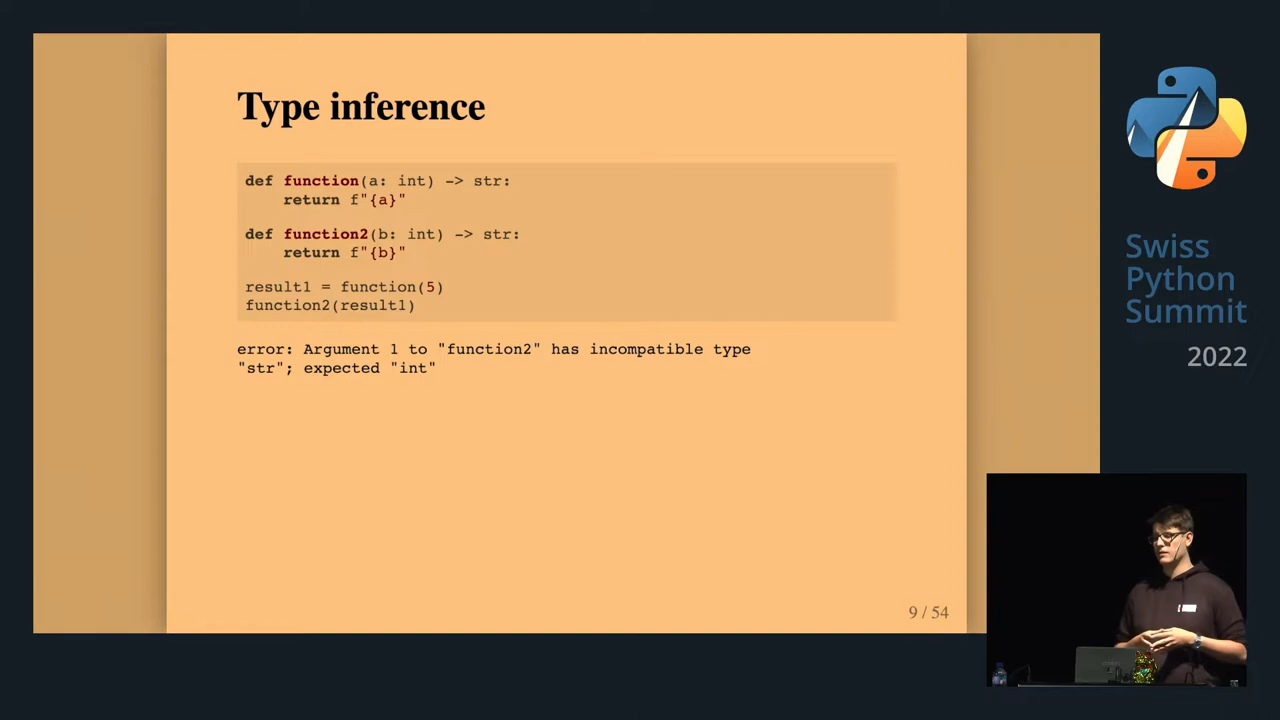 Type inference
def function(a: int) -> str:
    return f"{a}"
def function2(b: int) -> str:
    return f"{b}"
result1 = function(5)
function2(result1)
error: Argument 1 to "function2" has incompatible type
"str"; expected "int"
9 / 54
Swiss
Python
Summit
2022